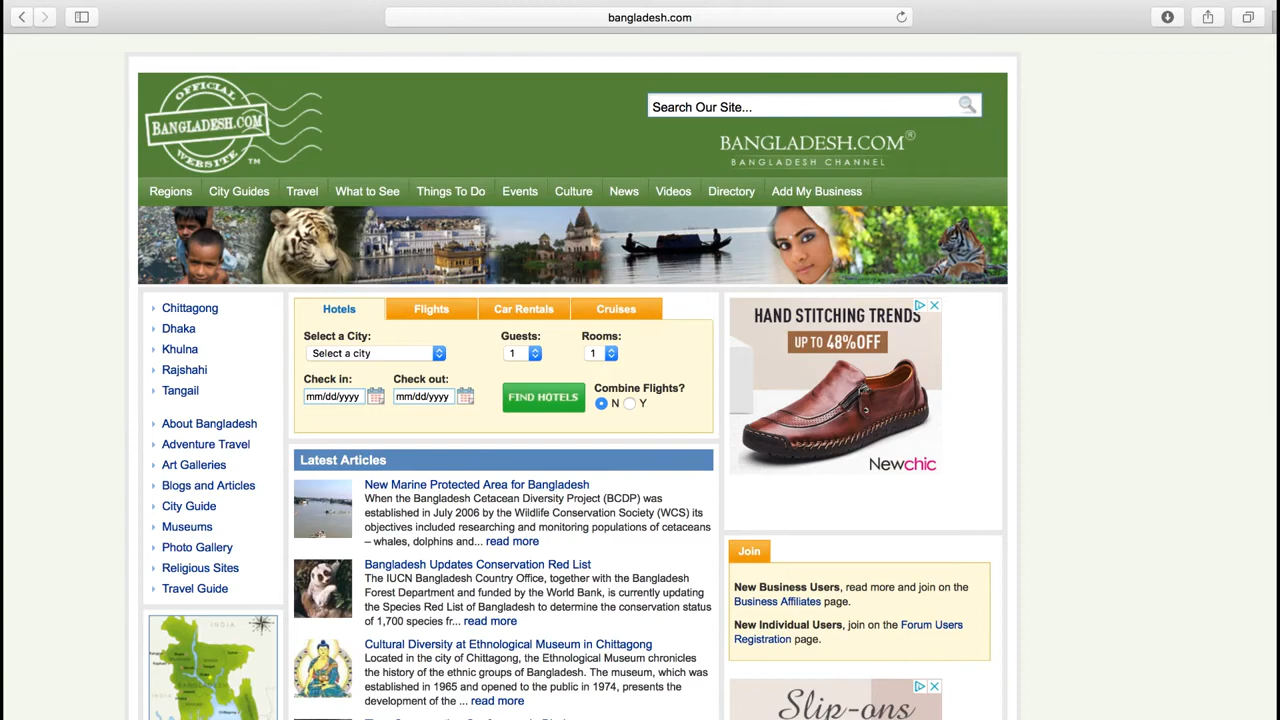 bangladesh.com
OFFICIAL
BANGLADESH.COM
WEBSITE
TM
Search Our Site...
BANGLADESH.COM®
BANGLADESH CHANNEL
Regions City Guides Travel What to See Things To Do Events Culture News Videos Directory Add My Business
Chittagong
Dhaka
Khulna
Rajshahi
Tangail
About Bangladesh
Adventure Travel
Art Galleries
Blogs and Articles
City Guide
Museums
Photo Gallery
Religious Sites
Travel Guide
INDIA
BANGLADESH
Hotels Flights Car Rentals Cruises
Select a City: Guests: Rooms:
Select a city 1 1
Check in: Check out: Combine Flights?
mm/dd/yyyy mm/dd/yyyy FIND HOTELS N Y
Latest Articles
New Marine Protected Area for Bangladesh
When the Bangladesh Cetacean Diversity Project (BCDP) was
established in July 2006 by the Wildlife Conservation Society (WCS) its
objectives included researching and monitoring populations of cetaceans
– whales, dolphins and... read more
Bangladesh Updates Conservation Red List
The IUCN Bangladesh Country Office, together with the Bangladesh
Forest Department and funded by the World Bank, is currently updating
the Species Red List of Bangladesh to determine the conservation status
of 1,700 species fr... read more
Cultural Diversity at Ethnological Museum in Chittagong
Located in the city of Chittagong, the Ethnological Museum chronicles
the history of the ethnic groups of Bangladesh. The museum, which was
established in 1965 and opened to the public in 1974, presents the
development of the ... read more
HAND STITCHING TRENDS
UP TO 48%OFF
Newchic
Join
New Business Users, read more and join on the
Business Affiliates page.
New Individual Users, join on the Forum Users
Registration page.
Slip-ons